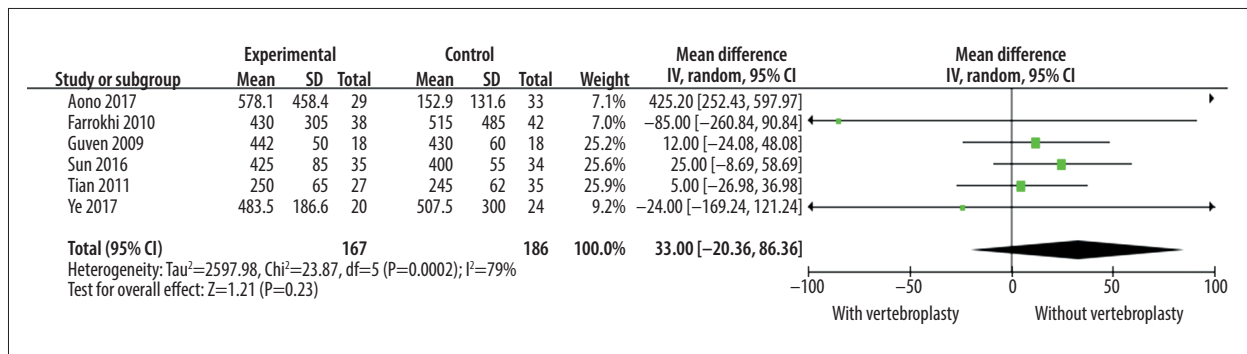 Experimental Control Mean difference Mean difference
Study or subgroup Mean SD Total Mean SD Total Weight IV, random, 95% CI IV, random, 95% CI
Aono 2017 578.1 458.4 29 152.9 131.6 33 7.1% 425.20 [252.43, 597.97]
Farrokhi 2010 430 305 38 515 485 42 7.0% −85.00 [−260.84, 90.84]
Guven 2009 442 50 18 430 60 18 25.2% 12.00 [−24.08, 48.08]
Sun 2016 425 85 35 400 55 34 25.6% 25.00 [−8.69, 58.69]
Tian 2011 250 65 27 245 62 35 25.9% 5.00 [−26.98, 36.98]
Ye 2017 483.5 186.6 20 507.5 300 24 9.2% −24.00 [−169.24, 121.24]
Total (95% CI) 167 186 100.0% 33.00 [−20.36, 86.36]
Heterogeneity: Tau²=2597.98, Chi²=23.87, df=5 (P=0.0002); I²=79%
Test for overall effect: Z=1.21 (P=0.23)
−100 −50 0 50 100
With vertebroplasty Without vertebroplasty